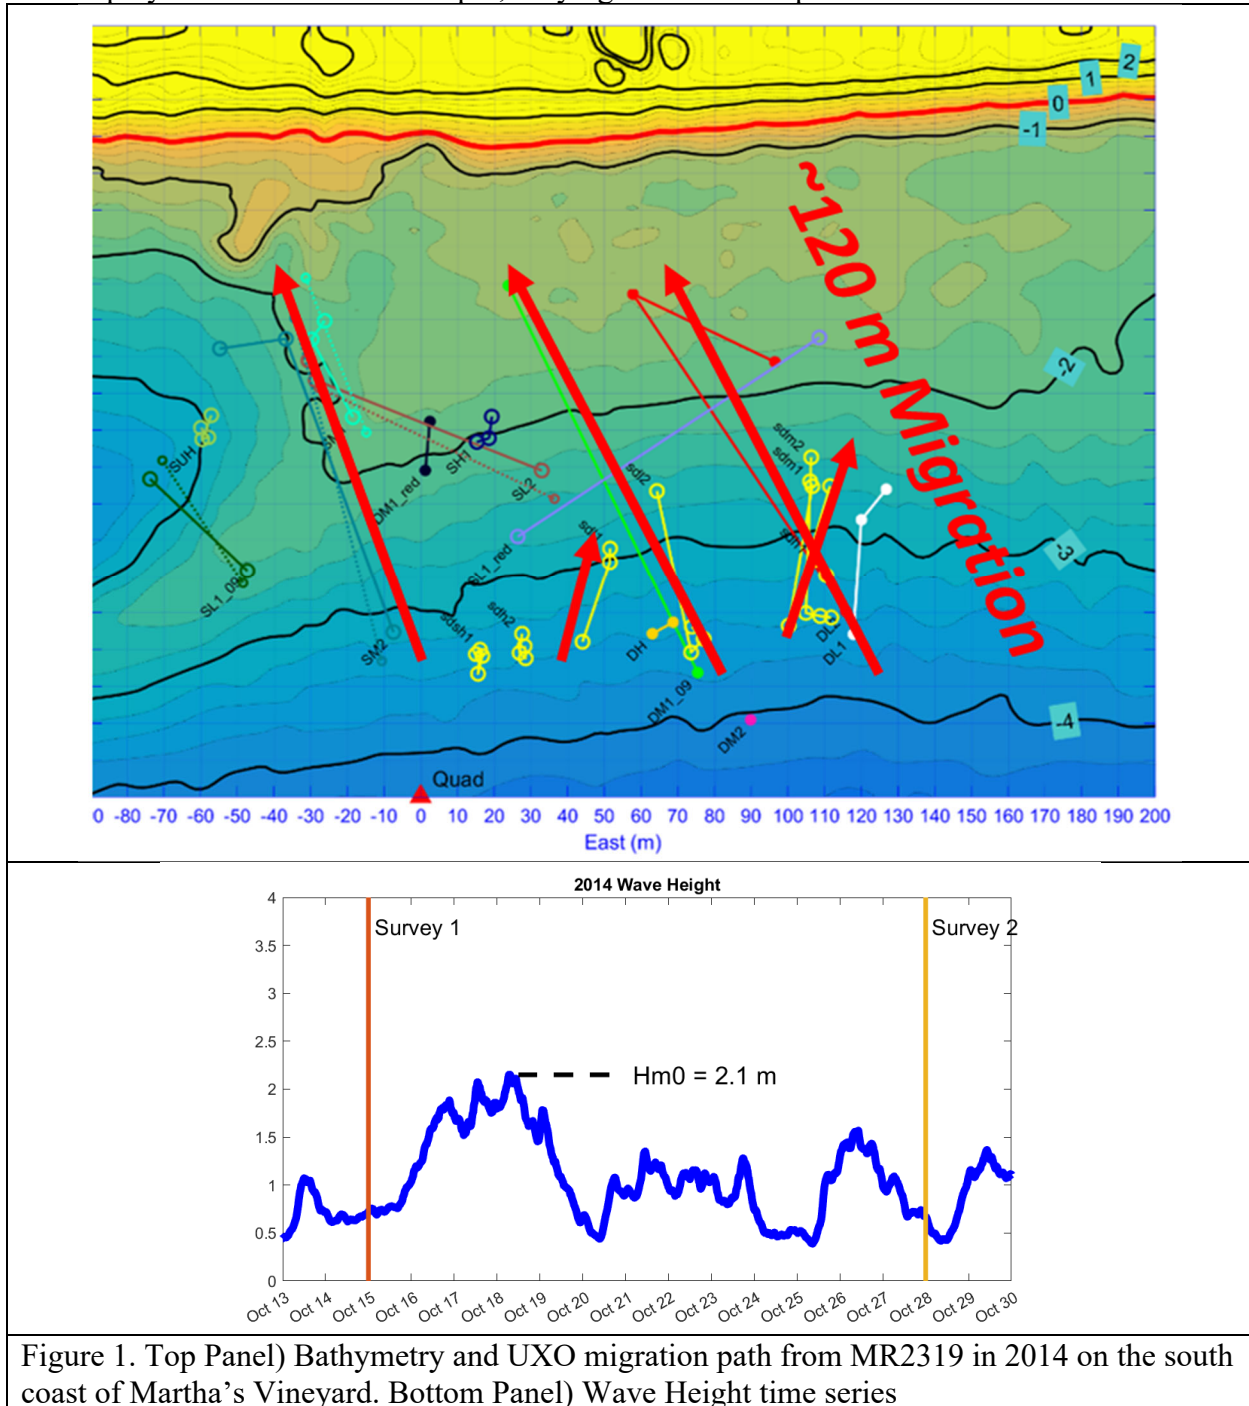 2
1
0
-1
~120 m Migration
-2
sdm2
sdm1
SUH
SM1
SH1
DM1_red
SL2
sdl2
SL1_red
-3
SL1_09
sdsh1
sdh2
SM2
DH
DL1
DM1_09
DM2
-4
Quad
0 -80 -70 -60 -50 -40 -30 -20 -10 0 10 20 30 40 50 60 70 80 90 100 110 120 130 140 150 160 170 180 190 200
East (m)
2014 Wave Height
4
Survey 1
Survey 2
3.5
3
2.5
2
Hm0 = 2.1 m
1.5
1
0.5
0
Oct 13 Oct 14 Oct 15 Oct 16 Oct 17 Oct 18 Oct 19 Oct 20 Oct 21 Oct 22 Oct 23 Oct 24 Oct 25 Oct 26 Oct 27 Oct 28 Oct 29 Oct 30
Figure 1. Top Panel) Bathymetry and UXO migration path from MR2319 in 2014 on the south
coast of Martha’s Vineyard. Bottom Panel) Wave Height time series